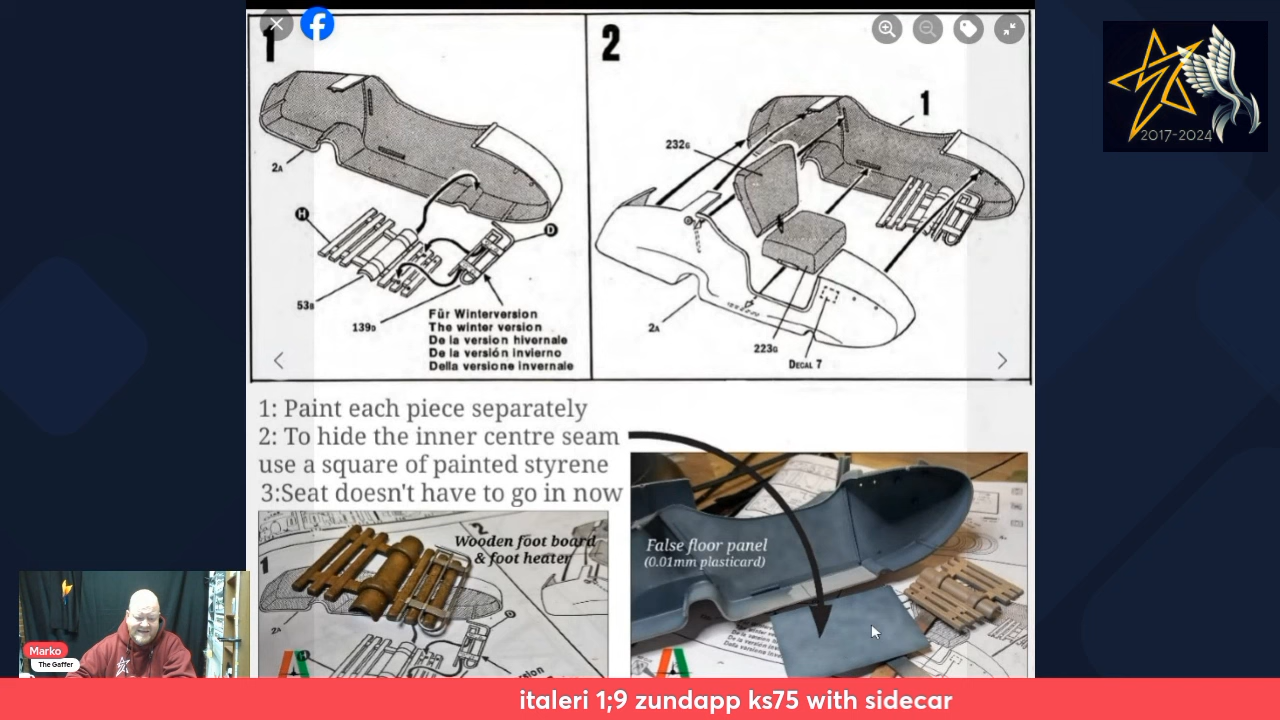 1
2
1
2A
H
D
53B
139D
Für Winterversion
The winter version
De la version hivernale
De la versión invierno
Della versione invernale
232G
2A
223G
DECAL 7
2017-2024
1: Paint each piece separately
2: To hide the inner centre seam
use a square of painted styrene
3:Seat doesn't have to go in now
Wooden foot board
& foot heater
1
2A
D
H
False floor panel
(0.01mm plasticard)
Marko
The Gaffer
italeri 1;9 zundapp ks75 with sidecar